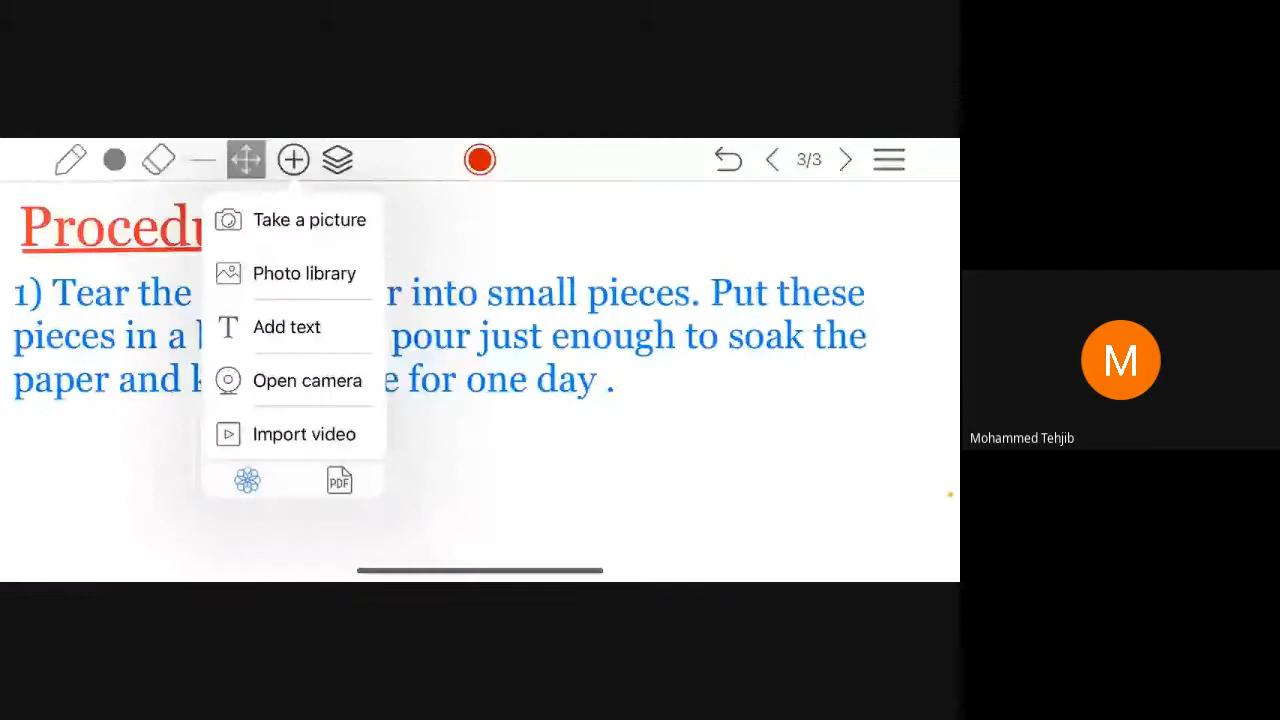 3/3
Procedu
Take a picture
Photo library
Add text
Open camera
Import video
PDF
1) Tear the r into small pieces. Put these
pieces in a pour just enough to soak the
paper and e for one day .
M
Mohammed Tehjib